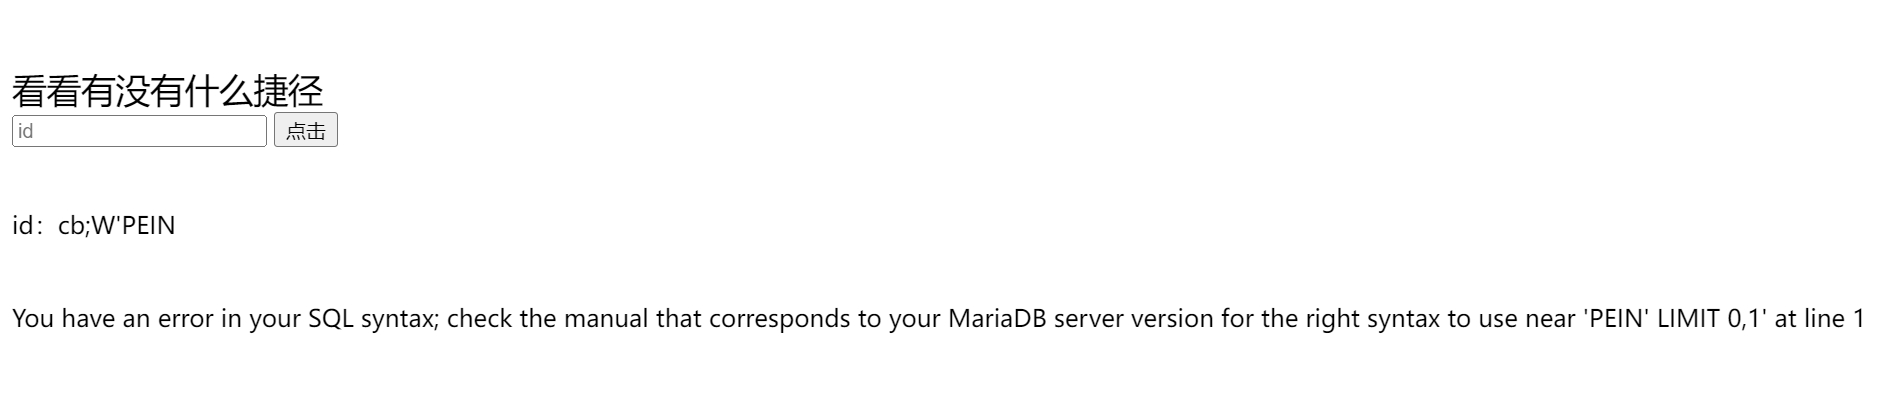 看看有没有什么捷径
id 点击
id：cb;W'PEIN
You have an error in your SQL syntax; check the manual that corresponds to your MariaDB server version for the right syntax to use near 'PEIN' LIMIT 0,1' at line 1